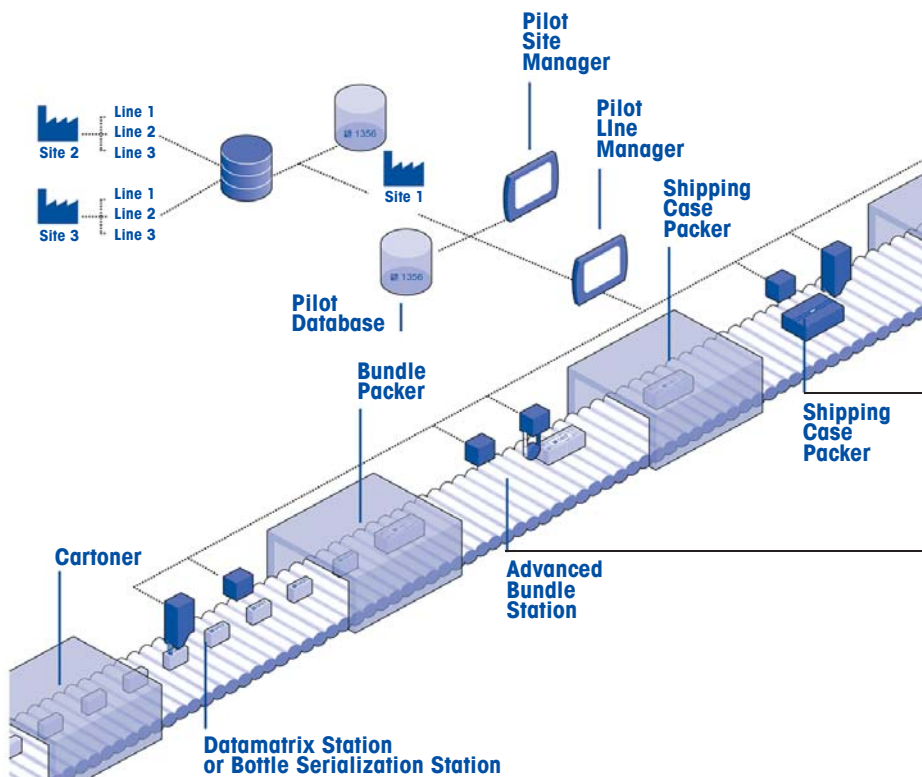 Pilot
Site
Manager
Line 1
Line 2
Line 3
Site 2
1356
Pilot
LIne
Manager
Site 1
Line 1
Line 2
Line 3
Site 3
Shipping
Case
Packer
1356
Pilot
Database
Bundle
Packer
Shipping
Case
Packer
Cartoner
Advanced
Bundle
Station
Datamatrix Station
or Bottle Serialization Station